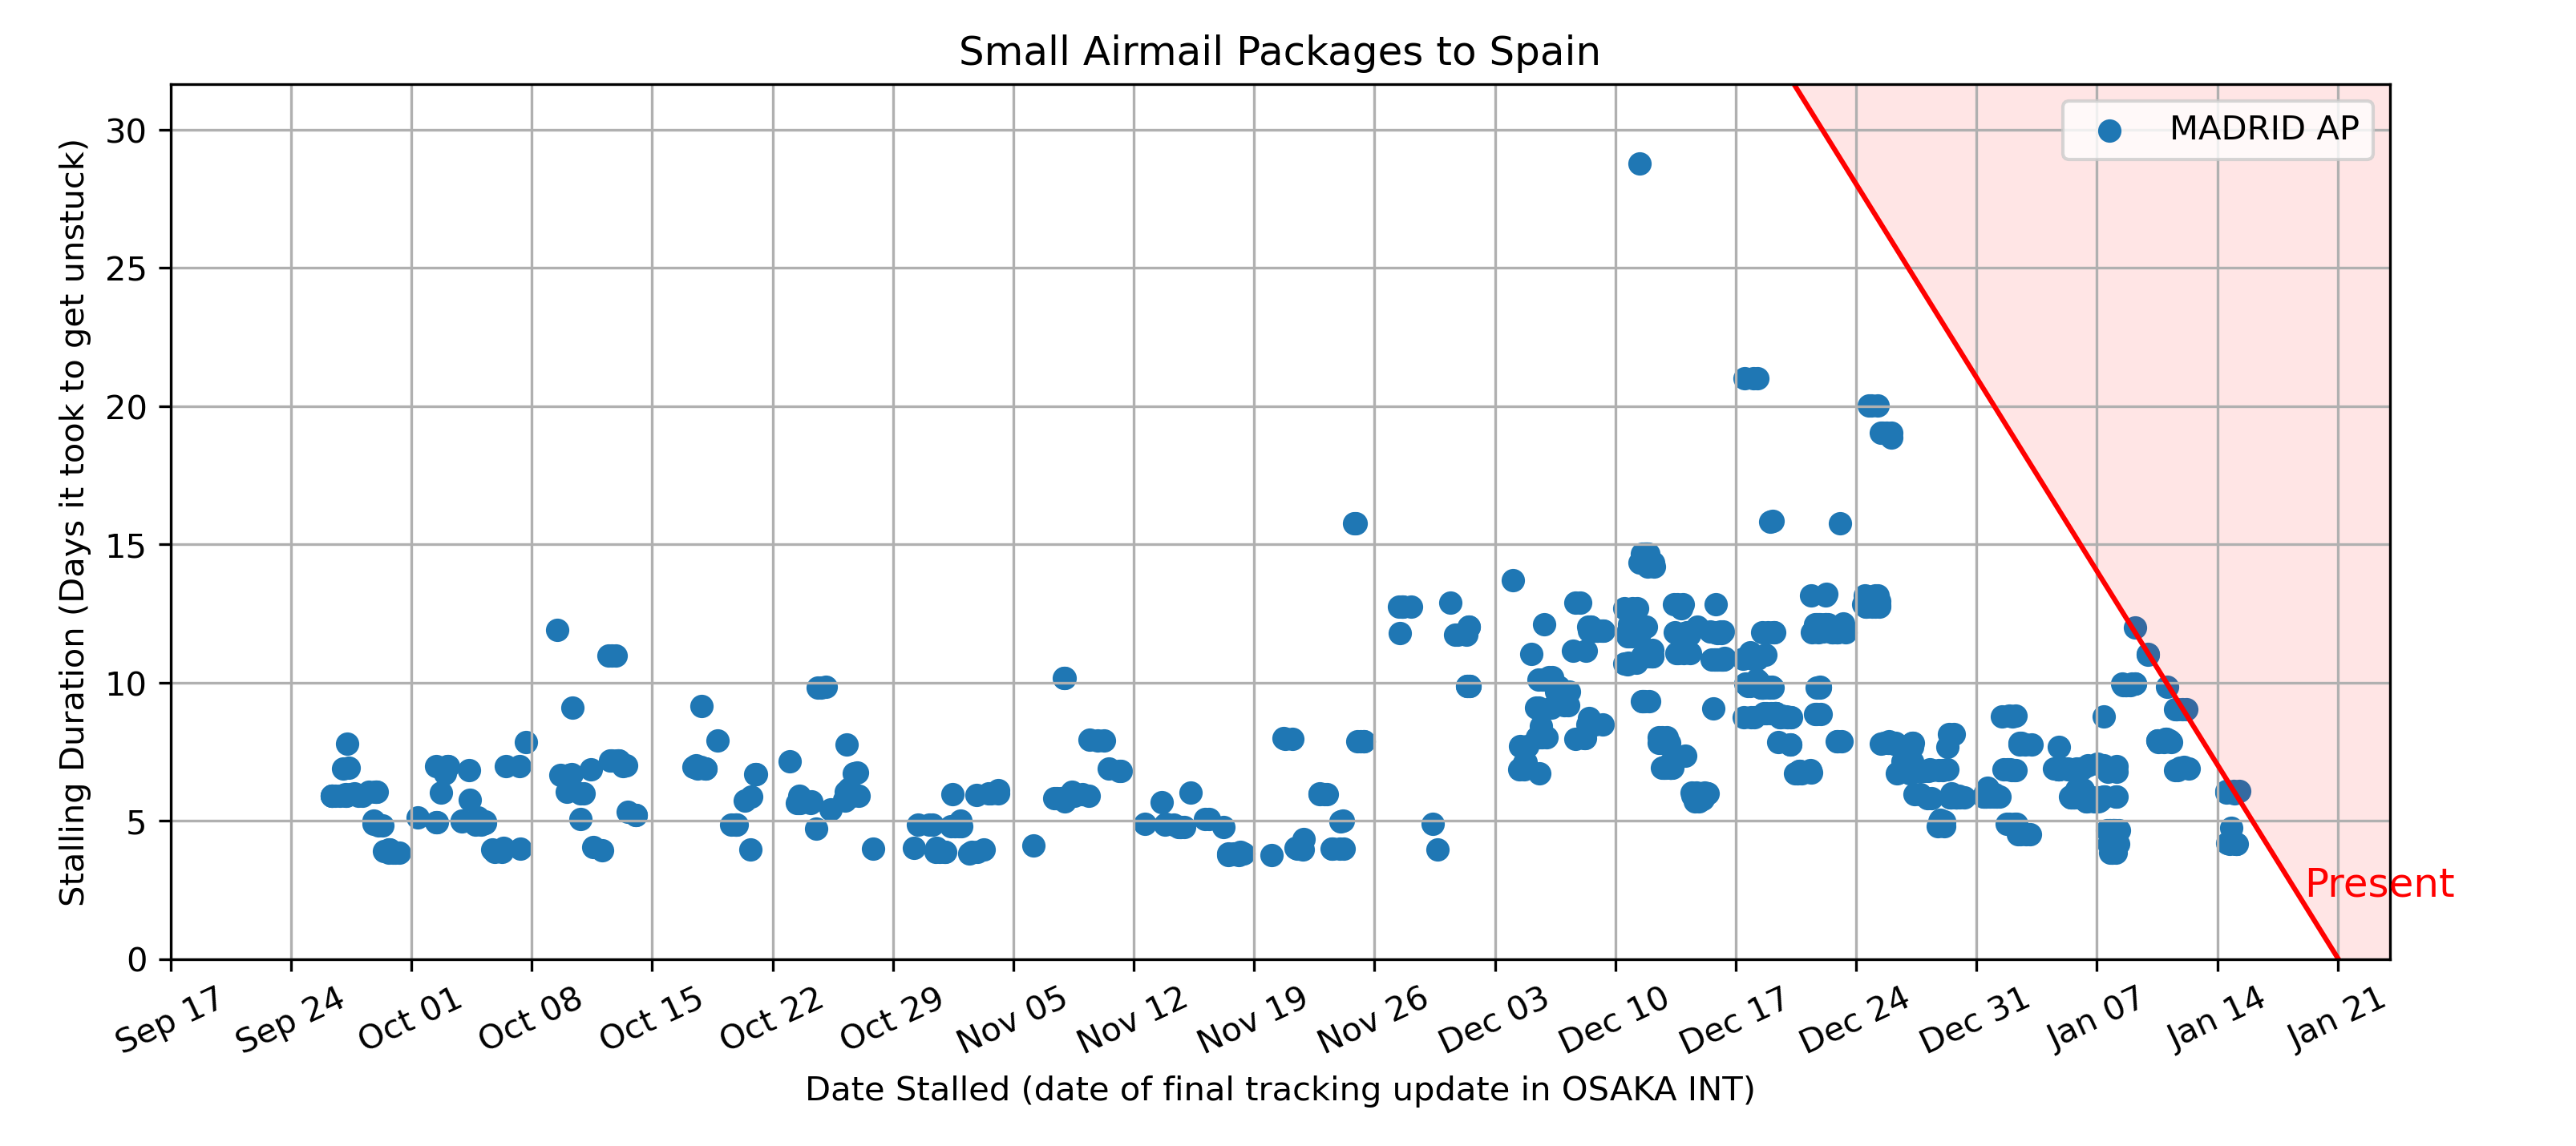 Small Airmail Packages to Spain
MADRID AP
Stalling Duration (Days it took to get unstuck)
30
25
20
15
10
5
0
Present
Sep 17
Sep 24
Oct 01
Oct 08
Oct 15
Oct 22
Oct 29
Nov 05
Nov 12
Nov 19
Nov 26
Dec 03
Dec 10
Dec 17
Dec 24
Dec 31
Jan 07
Jan 14
Jan 21
Date Stalled (date of final tracking update in OSAKA INT)